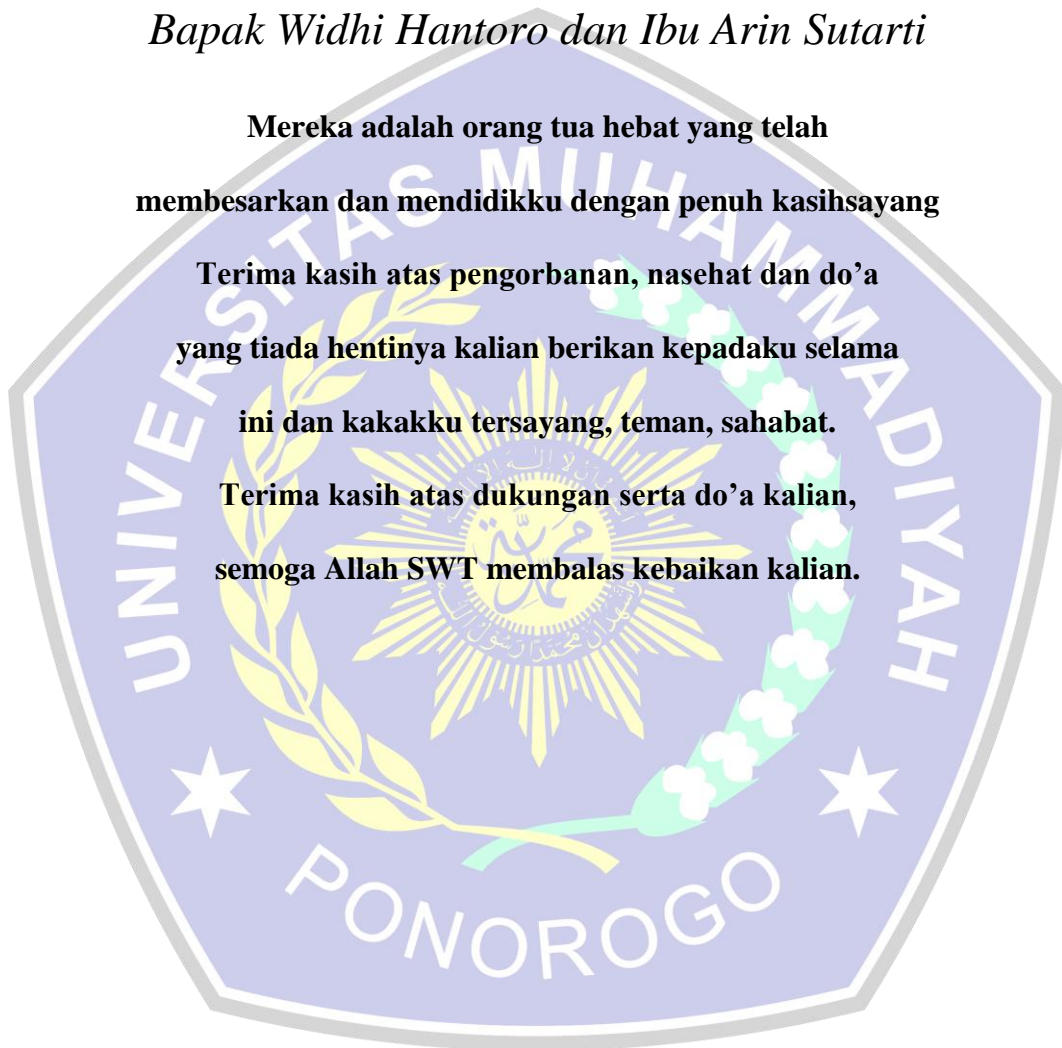 Bapak Widhi Hantoro dan Ibu Arin Sutarti
Mereka adalah orang tua hebat yang telah
membesarkan dan mendidikku dengan penuh kasihsayang
Terima kasih atas pengorbanan, nasehat dan do’a
yang tiada hentinya kalian berikan kepadaku selama
ini dan kakakku tersayang, teman, sahabat.
Terima kasih atas dukungan serta do’a kalian,
semoga Allah SWT membalas kebaikan kalian.
UNIVERSITAS MUHAMMADIYAH
PONOROGO
محمد